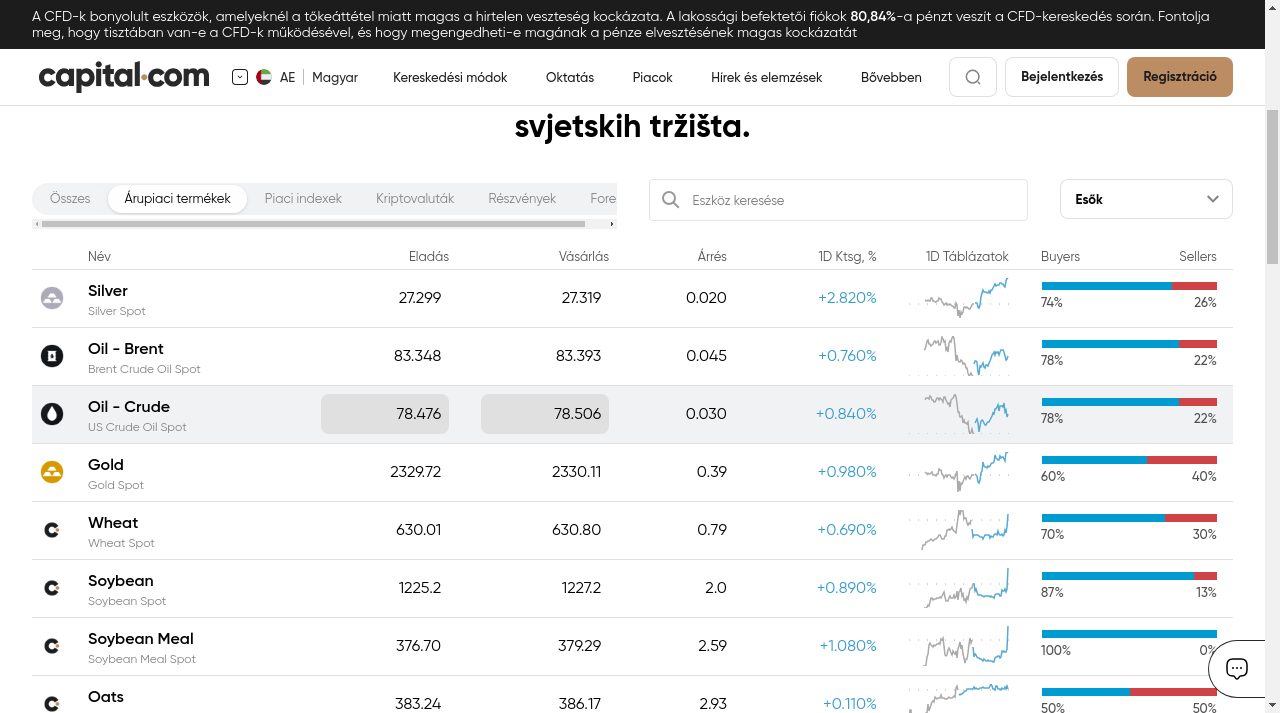 A CFD-k bonyolult eszközök, amelyeknél a tőkeáttétel miatt magas a hirtelen veszteség kockázata. A lakossági befektetői fiókok 80,84%-a pénzt veszít a CFD-kereskedés során. Fontolja
meg, hogy tisztában van-e a CFD-k működésével, és hogy megengedheti-e magának a pénze elvesztésének magas kockázatát
capital.com AE Magyar Kereskedési módok Oktatás Piacok Hírek és elemzések Bővebben Bejelentkezés Regisztráció
svjetskih tržišta.
Összes Árupiaci termékek Piaci indexek Kriptovaluták Részvények Fore Eszköz keresése Esők
Név Eladás Vásárlás Árrés 1D Ktsg, % 1D Táblázatok Buyers Sellers
Silver 27.299 27.319 0.020 +2.820% 74% 26%
Silver Spot
Oil - Brent 83.348 83.393 0.045 +0.760% 78% 22%
Brent Crude Oil Spot
Oil - Crude 78.476 78.506 0.030 +0.840% 78% 22%
US Crude Oil Spot
Gold 2329.72 2330.11 0.39 +0.980% 60% 40%
Gold Spot
Wheat 630.01 630.80 0.79 +0.690% 70% 30%
Wheat Spot
Soybean 1225.2 1227.2 2.0 +0.890% 87% 13%
Soybean Spot
Soybean Meal 376.70 379.29 2.59 +1.080% 100% 0%
Soybean Meal Spot
Oats 383.24 386.17 2.93 +0.110% 50% 50%